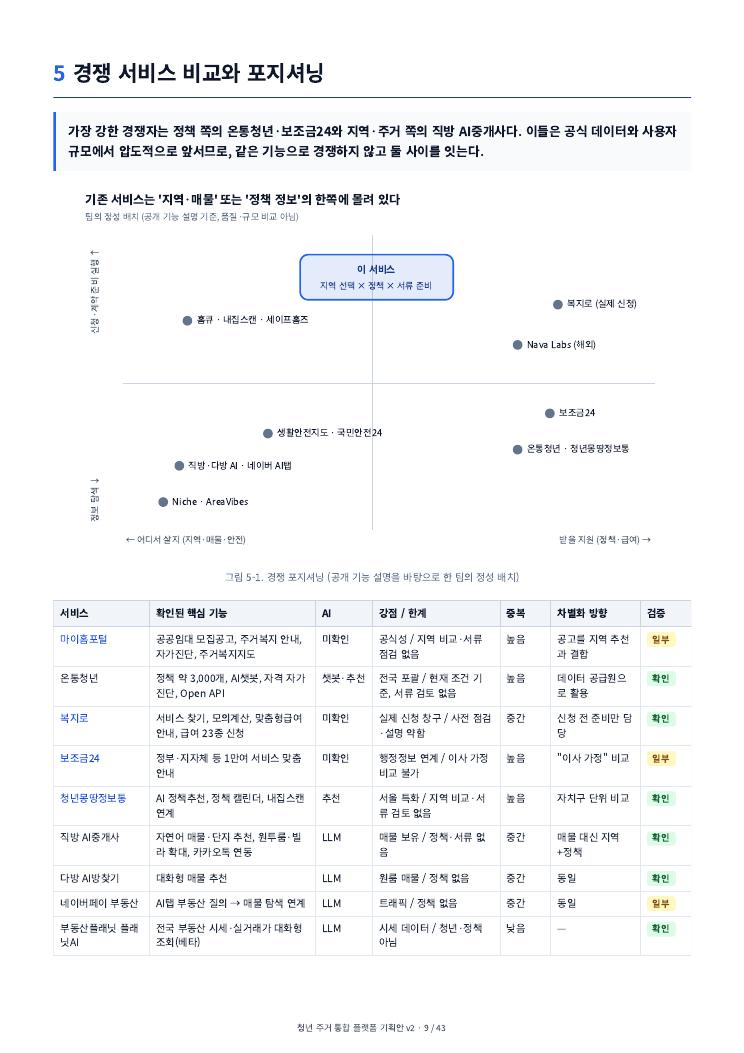 5 경쟁 서비스 비교와 포지셔닝
가장 강한 경쟁자는 정책 쪽의 온통청년·보조금24와 지역·주거 쪽의 직방 AI중개사다. 이들은 공식 데이터와 사용자
규모에서 압도적으로 앞서므로, 같은 기능으로 경쟁하지 않고 둘 사이를 잇는다.
기존 서비스는 '지역·매물' 또는 '정책 정보'의 한쪽에 몰려 있다
팀의 정성 배치 (공개 기능 설명 기준, 품질·규모 비교 아님)
신청·계약 준비·실행 ↑
이 서비스
지역 선택 × 정책 × 서류 준비
복지로 (실제 신청)
홈큐 · 내집스캔 · 세이프홈즈
Nava Labs (해외)
보조금24
생활안전지도 · 국민안전24
온통청년 · 청년몽땅정보통
직방·다방 AI · 네이버 AI탭
정보 탐색 ↓
Niche · AreaVibes
← 어디서 살지 (지역·매물·안전)
받을 지원 (정책·급여) →
그림 5-1. 경쟁 포지셔닝 (공개 기능 설명을 바탕으로 한 팀의 정성 배치)
서비스 확인된 핵심 기능 AI 강점 / 한계 중복 차별화 방향 검증
마이홈포털 공공임대 모집공고, 주거복지 안내, 미확인 공식성 / 지역 비교·서류 높음 공고를 지역 추천 일부
자가진단, 주거복지지도 점검 없음 과 결합
온통청년 정책 약 3,000개, AI챗봇, 자격 자가 챗봇·추천 전국 포괄 / 현재 조건 기 높음 데이터 공급원으 확인
진단, Open API 준, 서류 검토 없음 로 활용
복지로 서비스 찾기, 모의계산, 맞춤형급여 미확인 실제 신청 창구 / 사전 점검 중간 신청 전 준비만 담 확인
안내, 급여 23종 신청 ·설명 약함 당
보조금24 정부·지자체 등 1만여 서비스 맞춤 미확인 행정정보 연계 / 이사 가정 높음 "이사 가정" 비교 일부
안내 비교 불가
청년몽땅정보통 AI 정책추천, 정책 캘린더, 내집스캔 추천 서울 특화 / 지역 비교·서 높음 자치구 단위 비교 확인
연계 류 검토 없음
직방 AI중개사 자연어 매물·단지 추천, 원투룸·빌 LLM 매물 보유 / 정책·서류 없 중간 매물 대신 지역 확인
라 확대, 카카오톡 연동 음 +정책
다방 AI방찾기 대화형 매물 추천 LLM 원룸 매물 / 정책 없음 중간 동일 확인
네이버페이 부동산 AI탭 부동산 질의 → 매물 탐색 연계 LLM 트래픽 / 정책 없음 중간 동일 일부
부동산플래닛 플래 전국 부동산 시세·실거래가 대화형 LLM 시세 데이터 / 청년·정책 낮음 — 확인
닛AI 조회(베타) 아님
청년 주거 통합 플랫폼 기획안 v2 · 9 / 43